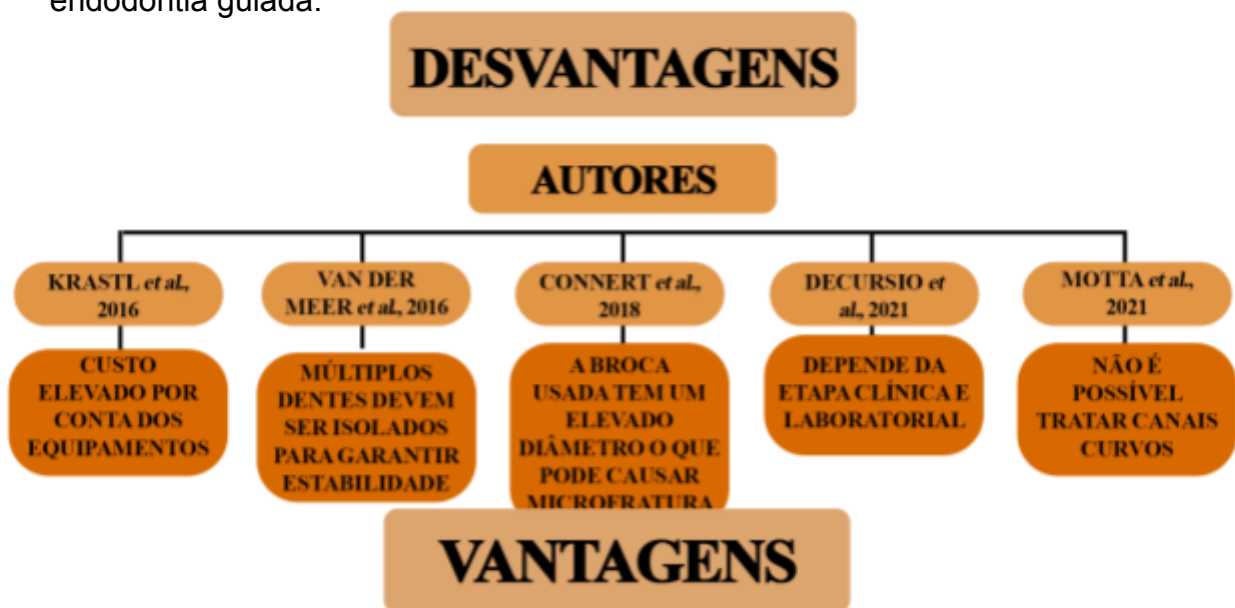 endodontia guiada.
DESVANTAGENS
AUTORES
KRASTL et al.,
2016
VAN DER
MEER et al., 2016
CONNERT et al.,
2018
DECURSIO et
al., 2021
MOTTA et al.,
2021
CUSTO
ELEVADO POR
CONTA DOS
EQUIPAMENTOS
MÚLTIPLOS
DENTES DEVEM
SER ISOLADOS
PARA GARANTIR
ESTABILIDADE
A BROCA
USADA TEM UM
ELEVADO
DIÂMETRO O QUE
PODE CAUSAR
MICROFRATURA
DEPENDE DA
ETAPA CLÍNICA E
LABORATORIAL
NÃO É
POSSÍVEL
TRATAR CANAIS
CURVOS
VANTAGENS